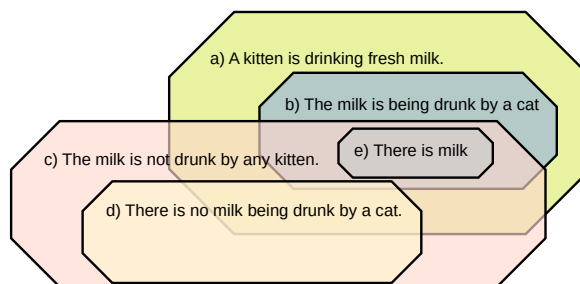 a) A kitten is drinking fresh milk.
b) The milk is being drunk by a cat
e) There is milk
c) The milk is not drunk by any kitten.
d) There is no milk being drunk by a cat.